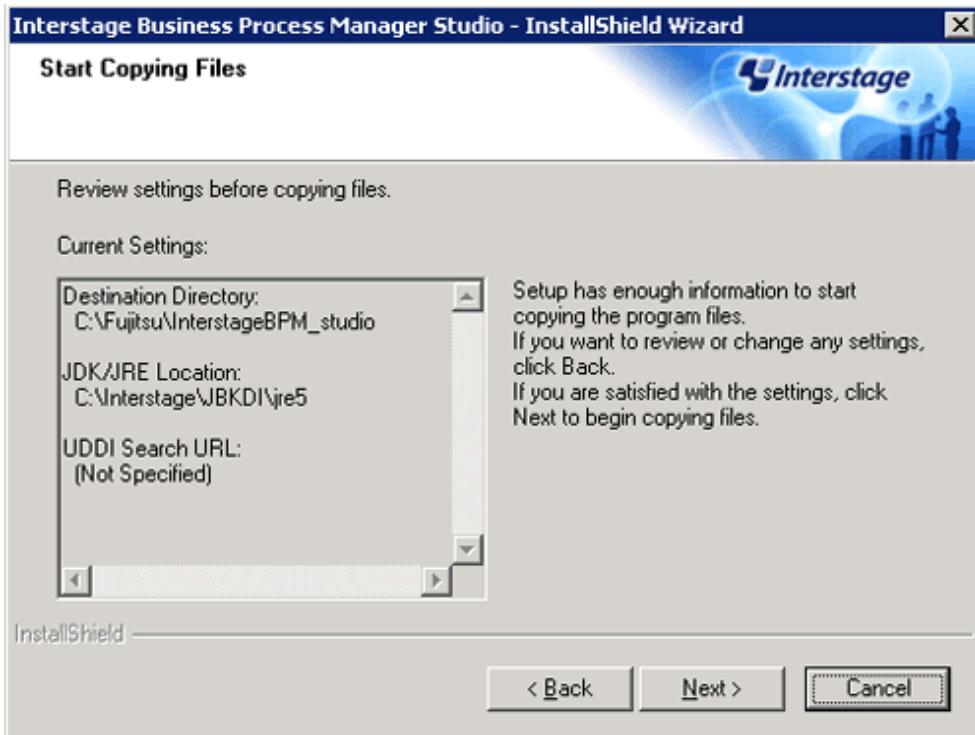 Interstage Business Process Manager Studio - InstallShield Wizard
Start Copying Files
Interstage
Review settings before copying files.
Current Settings:
Destination Directory:
C:\Fujitsu\InterstageBPM_studio
JDK/JRE Location:
C:\Interstage\JBKDI\jre5
UDDI Search URL:
(Not Specified)
Setup has enough information to start
copying the program files.
If you want to review or change any settings,
click Back.
If you are satisfied with the settings, click
Next to begin copying files.
InstallShield
< Back
Next >
Cancel